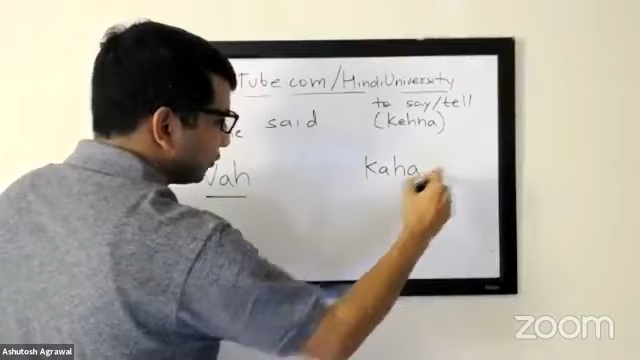 Tube com/HindiUniversity
to say/tell
said (kehna)
Vah kaha
Ashutosh Agrawal
zoom